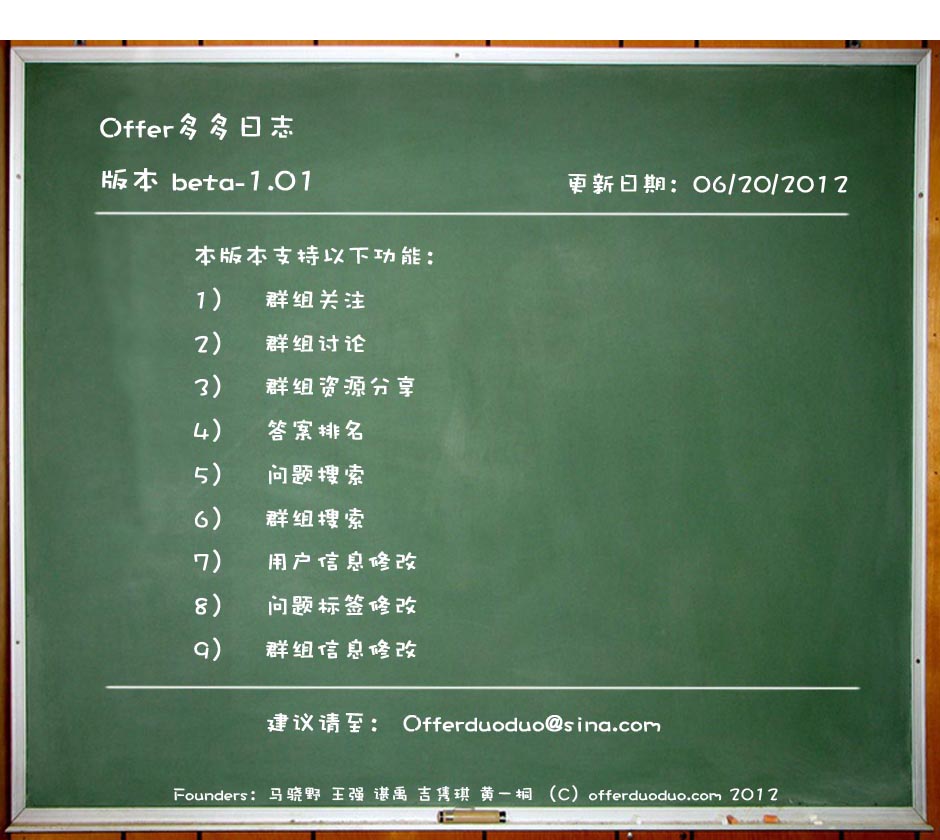 Offer多多日志
版本 beta-1.01 更新日期：06/20/2012
本版本支持以下功能：
1） 群组关注
2） 群组讨论
3） 群组资源分享
4） 答案排名
5） 问题搜索
6） 群组搜索
7） 用户信息修改
8） 问题标签修改
9） 群组信息修改
建议请至： Offerduoduo@sina.com
Founders：马骁野 王强 谌禹 吉隽琪 黄一桐 （C）offerduoduo.com 2012